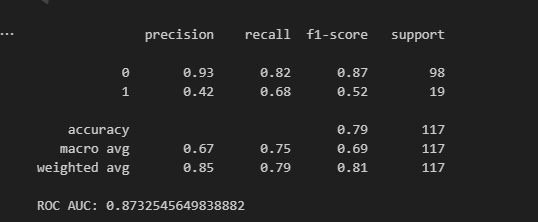 ...
precision recall f1-score support
0 0.93 0.82 0.87 98
1 0.42 0.68 0.52 19
accuracy 0.79 117
macro avg 0.67 0.75 0.69 117
weighted avg 0.85 0.79 0.81 117
ROC AUC: 0.8732545649838882